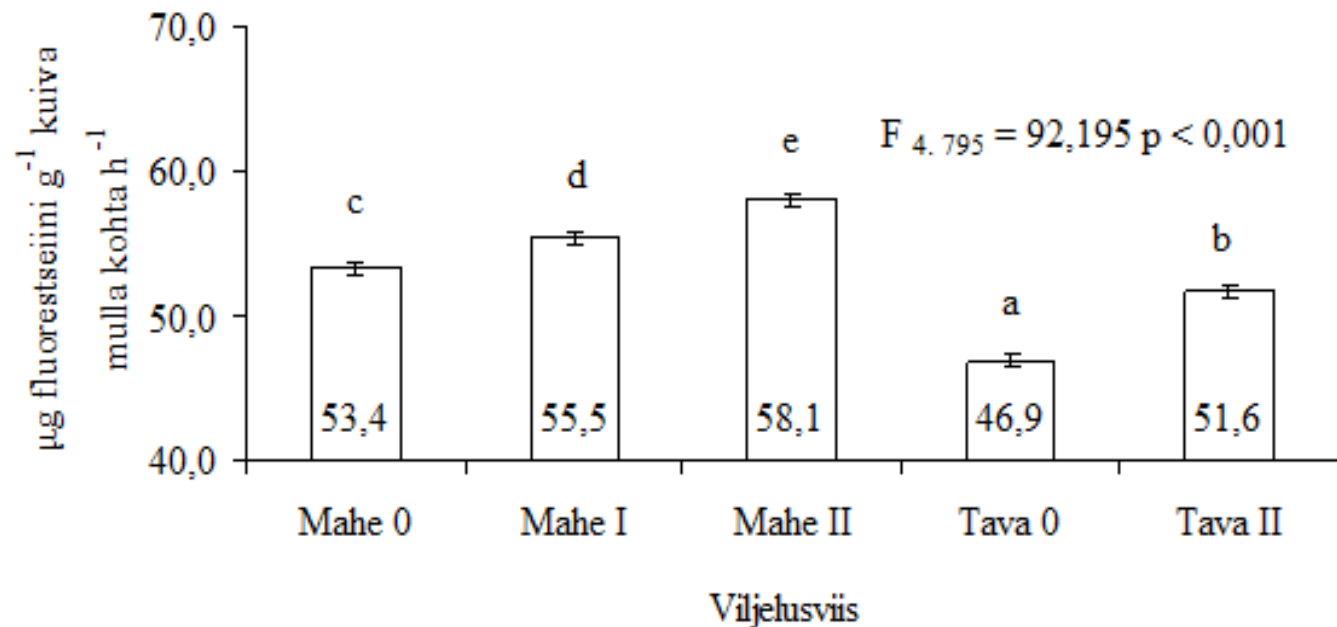 µg fluorestseiini g⁻¹ kuiva
mulla kohta h⁻¹
70,0
60,0
50,0
40,0
F 4. 795 = 92,195 p < 0,001
c
d
e
a
b
53,4
55,5
58,1
46,9
51,6
Mahe 0
Mahe I
Mahe II
Tava 0
Tava II
Viljelusviis